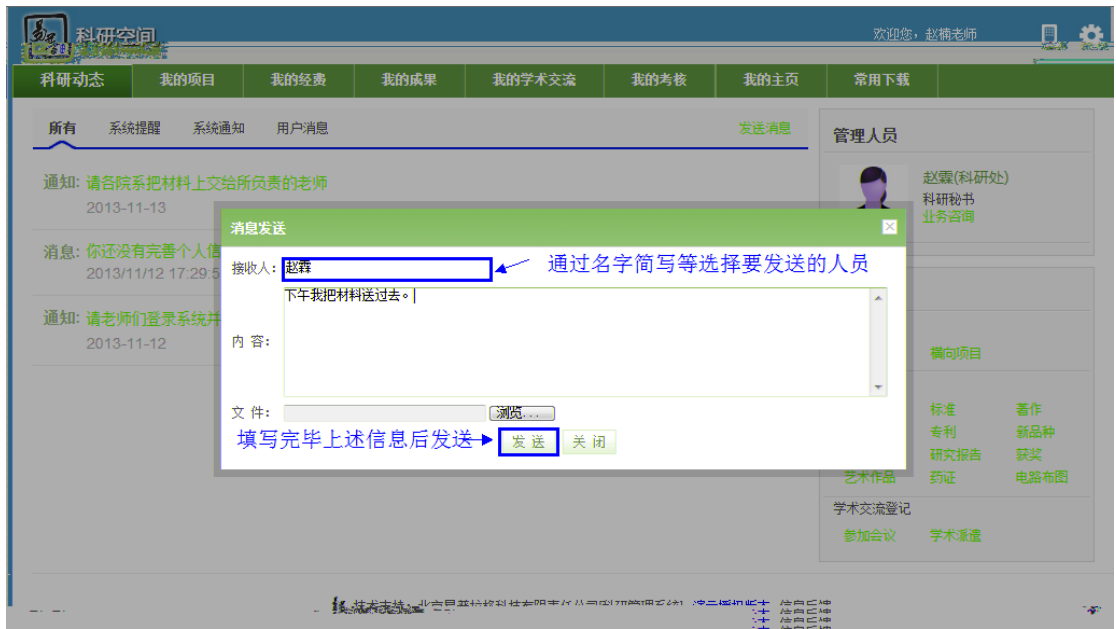 科研空间
欢迎您，赵楠老师
科研动态 我的项目 我的经费 我的成果 我的学术交流 我的考核 我的主页 常用下载
所有 系统提醒 系统通知 用户消息 发送消息
管理人员
通知: 请各院系把材料上交给所负责的老师
2013-11-13
赵霖(科研处)
科研秘书
业务咨询
消息发送
消息: 你还没有完善个人信
2013/11/12 17:29:5
接收人: 赵霖
通过名字简写等选择要发送的人员
下午我把材料送过去。
通知: 请老师们登录系统并
2013-11-12
内 容:
横向项目
文 件: 浏览...
标准 著作
填写完毕上述信息后发送
发 送 关 闭
专利 新品种
研究报告 获奖
艺术作品 药证 电路布图
学术交流登记
参加会议 学术派遣